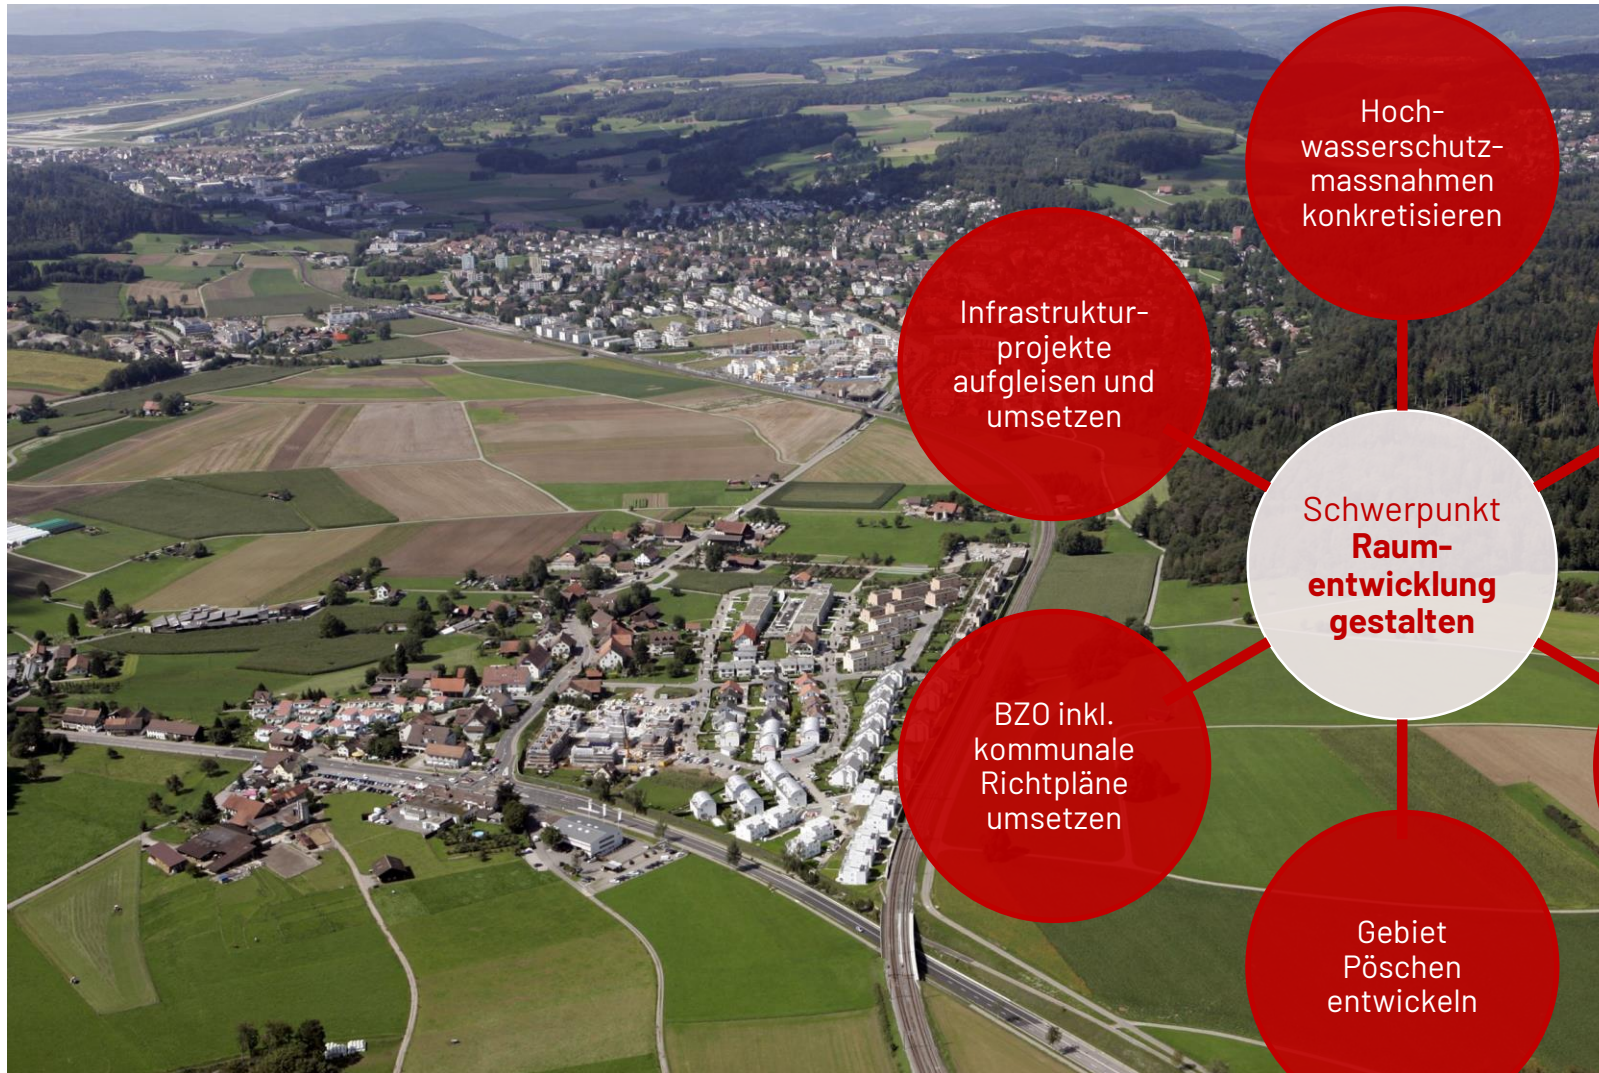 Hoch-
wasserschutz-
massnahmen
konkretisieren
Infrastruktur-
projekte
aufgleisen und
umsetzen
Schwerpunkt
Raum-
entwicklung
gestalten
BZO inkl.
kommunale
Richtpläne
umsetzen
Gebiet
Pöschen
entwickeln